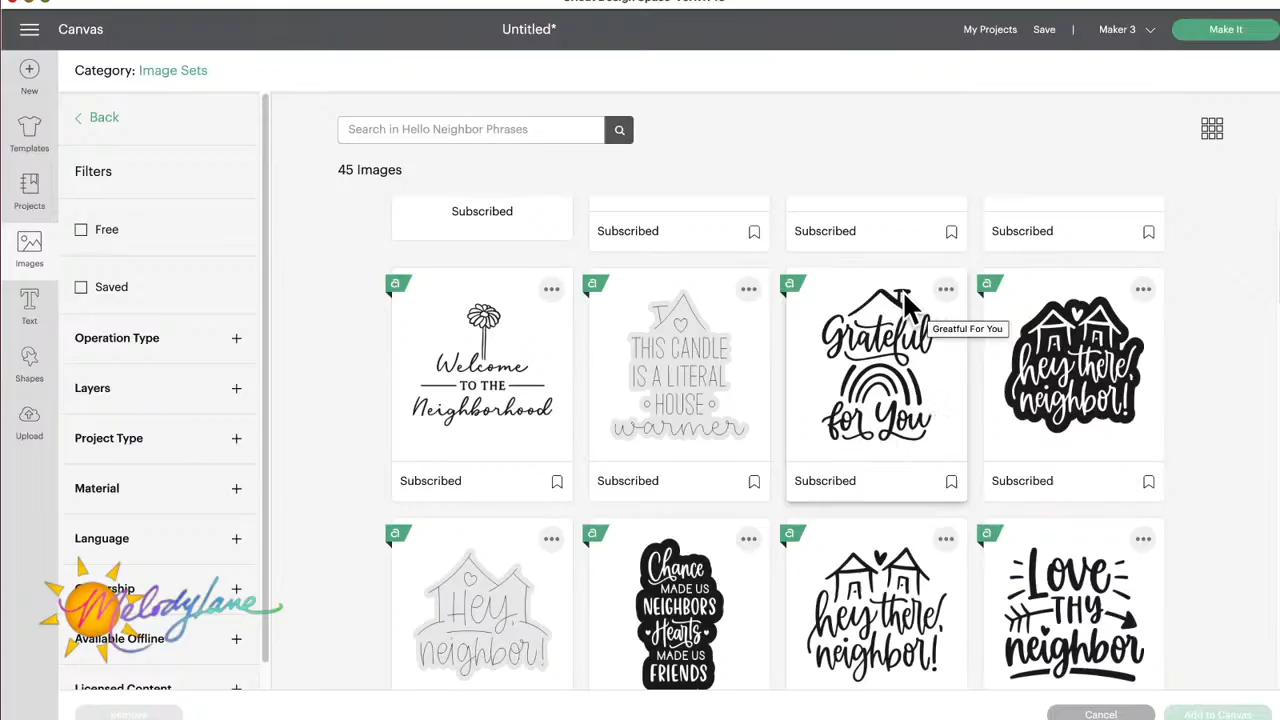 Canvas
Untitled*
My Projects
Save
|
Maker 3
Make It
New
Templates
Projects
Images
Text
Shapes
Upload
Category: Image Sets
Back
Filters
Free
Saved
Operation Type
Layers
Project Type
Material
Language
Available Offline
MelodyLane
Search in Hello Neighbor Phrases
45 Images
Subscribed
Subscribed
Subscribed
Subscribed
a
a
a
a
Welcome
TO THE
Neighborhood
THIS CANDLE
IS A LITERAL
HOUSE
warmer
Grateful
for You
Greatful For You
hey there,
neighbor!
Subscribed
Subscribed
Subscribed
Subscribed
a
a
a
a
Hey,
neighbor!
Chance
MADE US
NEIGHBORS
Hearts
MADE US
FRIENDS
hey there,
neighbor!
LOVE
THY
neighbor
Cancel
Add to Canvas